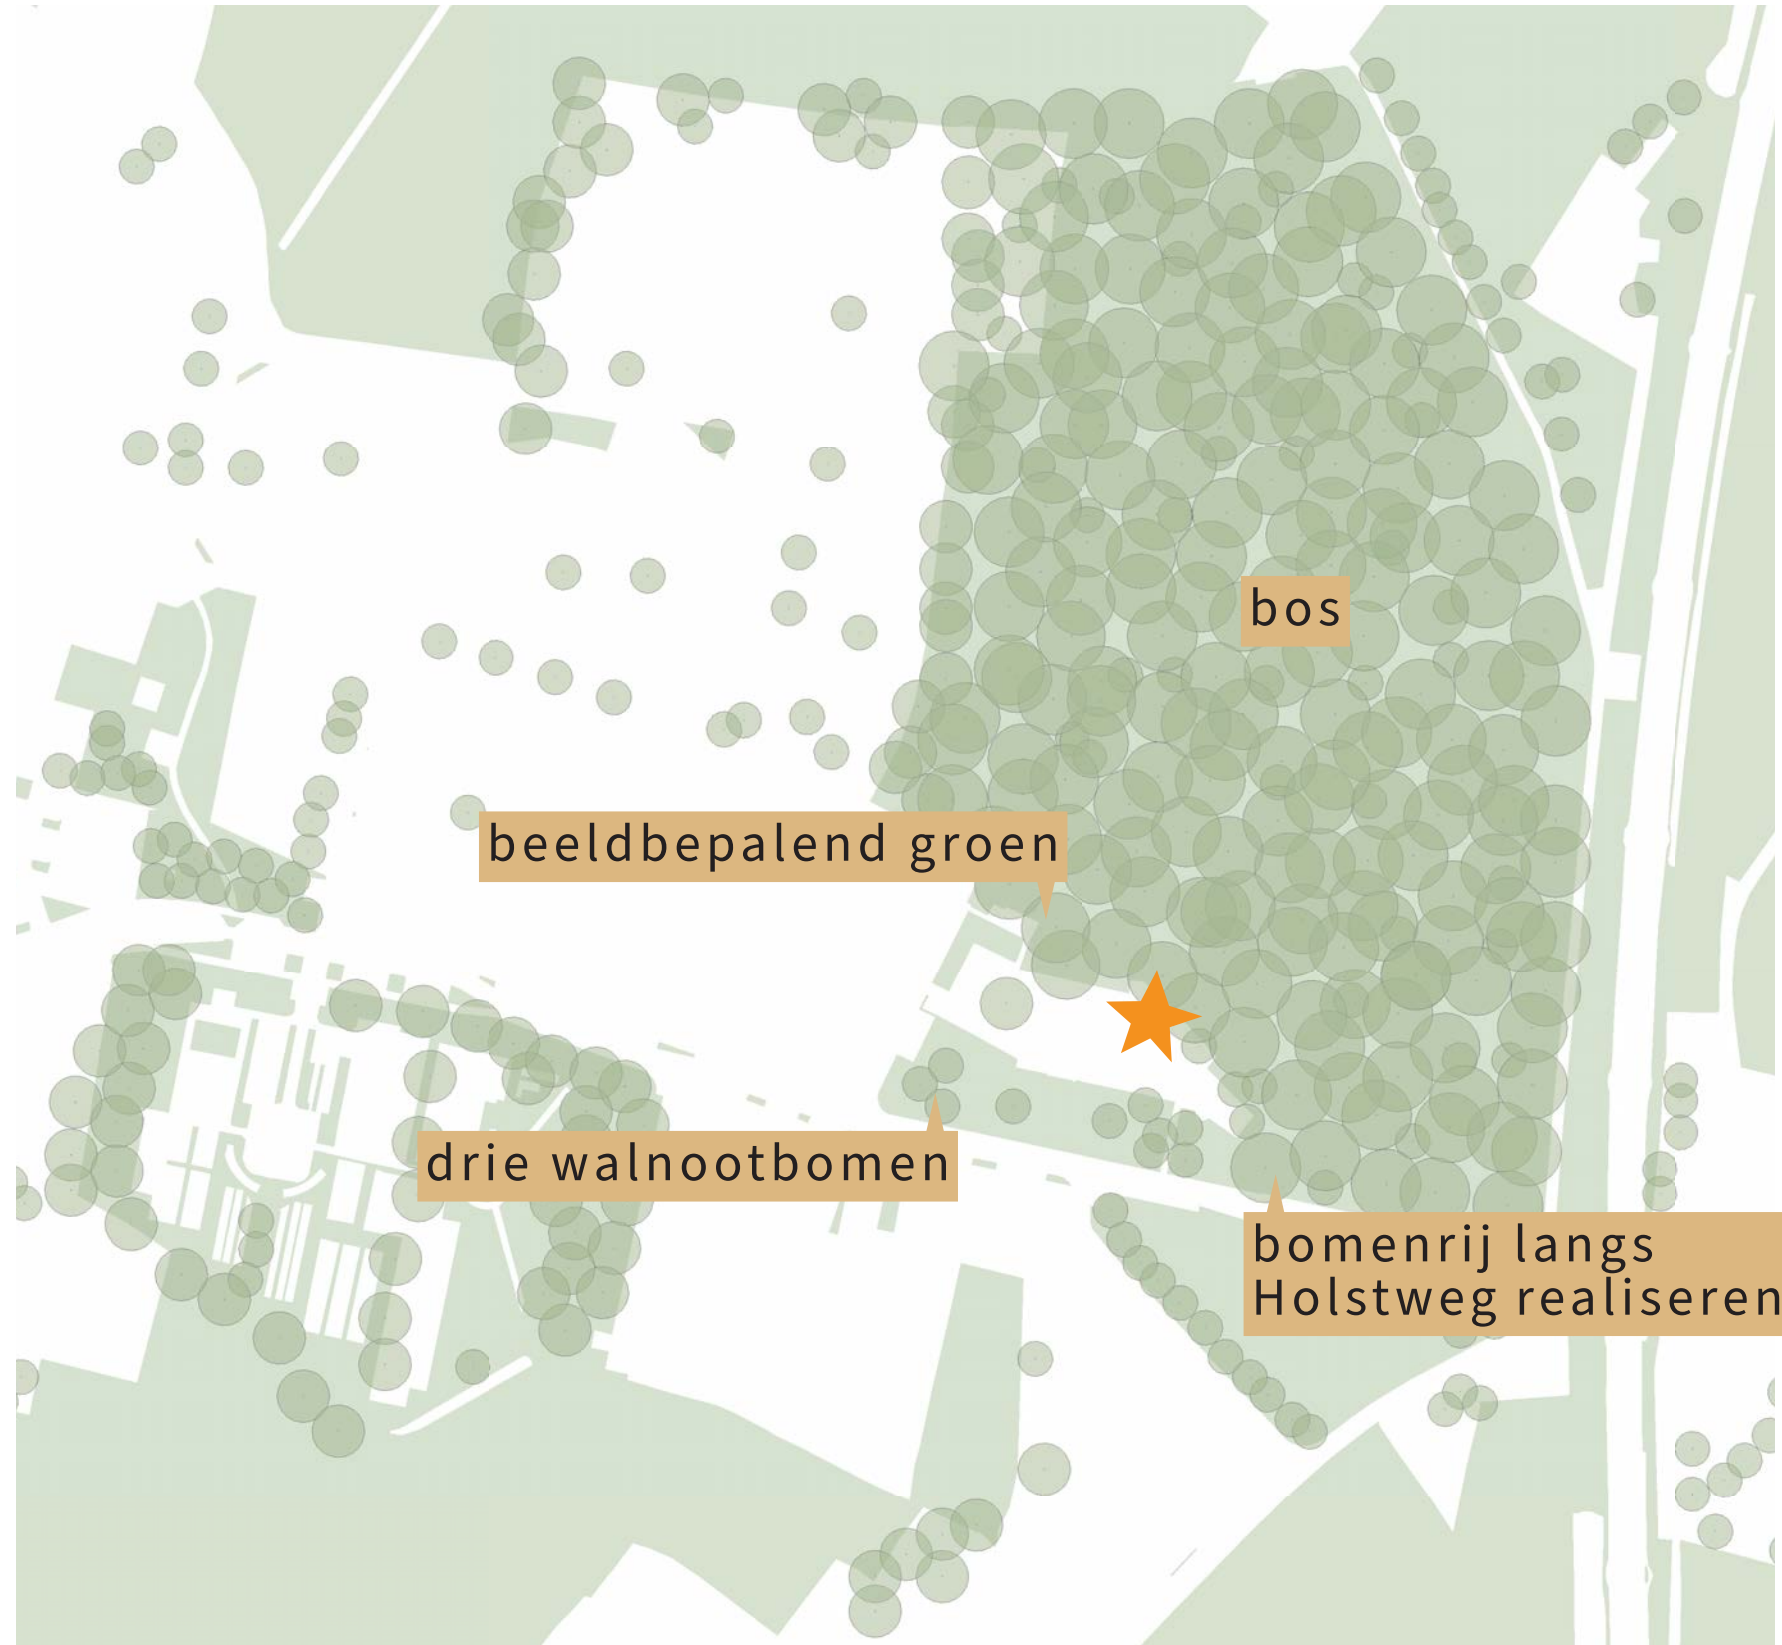 bos
beeldbepalend groen
drie walnootbomen
bomenrij langs
Holstweg realiseren